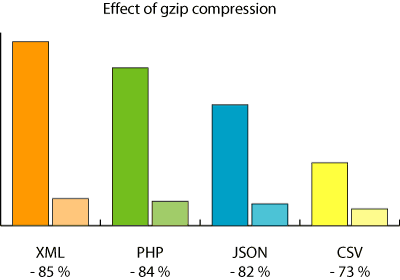 Effect of gzip compression
XML PHP JSON CSV
- 85 % - 84 % - 82 % - 73 %